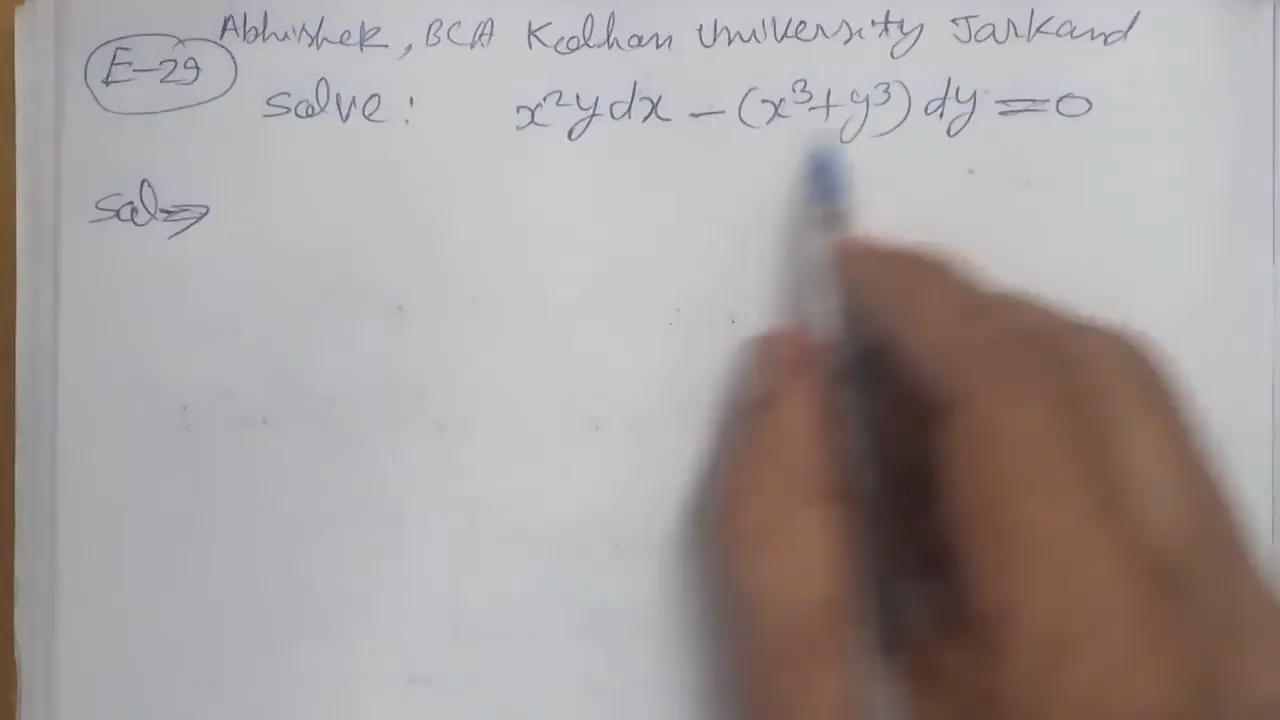 Abhishek, BCA Kolhan University Jarkand
E-29
Solve: x²y dx - (x³+y³) dy = 0
Sol⇒